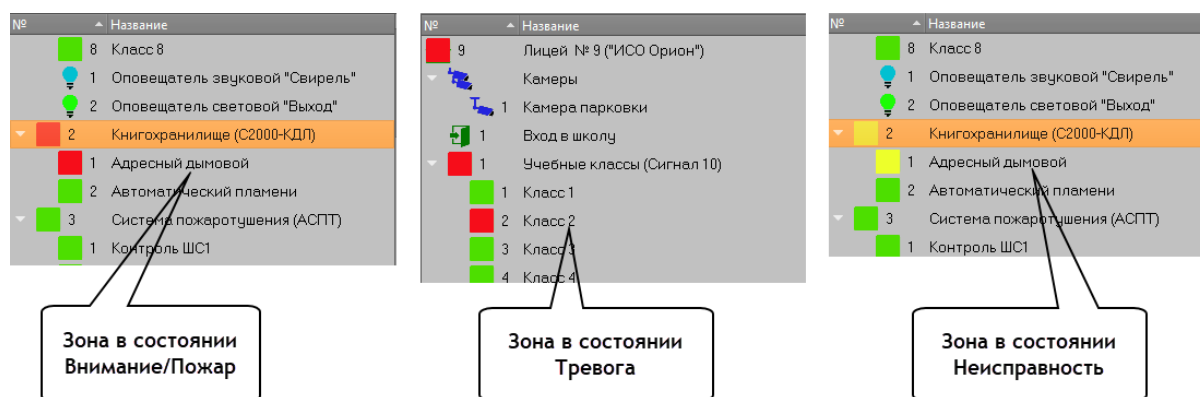 № Название
8 Класс 8
1 Оповещатель звуковой "Свирель"
2 Оповещатель световой "Выход"
2 Книгохранилище (С2000-КДЛ)
1 Адресный дымовой
2 Автоматический пламени
3 Система пожаротушения (АСПТ)
1 Контроль ШС1
Зона в состоянии
Внимание/Пожар
№ Название
9 Лицей № 9 ("ИСО Орион")
Камеры
1 Камера парковки
1 Вход в школу
1 Учебные классы (Сигнал 10)
1 Класс 1
2 Класс 2
3 Класс 3
4 Класс 4
Зона в состоянии
Тревога
№ Название
8 Класс 8
1 Оповещатель звуковой "Свирель"
2 Оповещатель световой "Выход"
2 Книгохранилище (С2000-КДЛ)
1 Адресный дымовой
2 Автоматический пламени
3 Система пожаротушения (АСПТ)
1 Контроль ШС1
Зона в состоянии
Неисправность